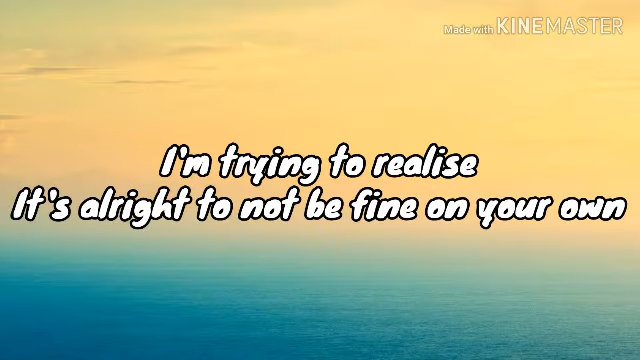 Made with KINEMASTER
I'm trying to realise
It's alright to not be fine on your own